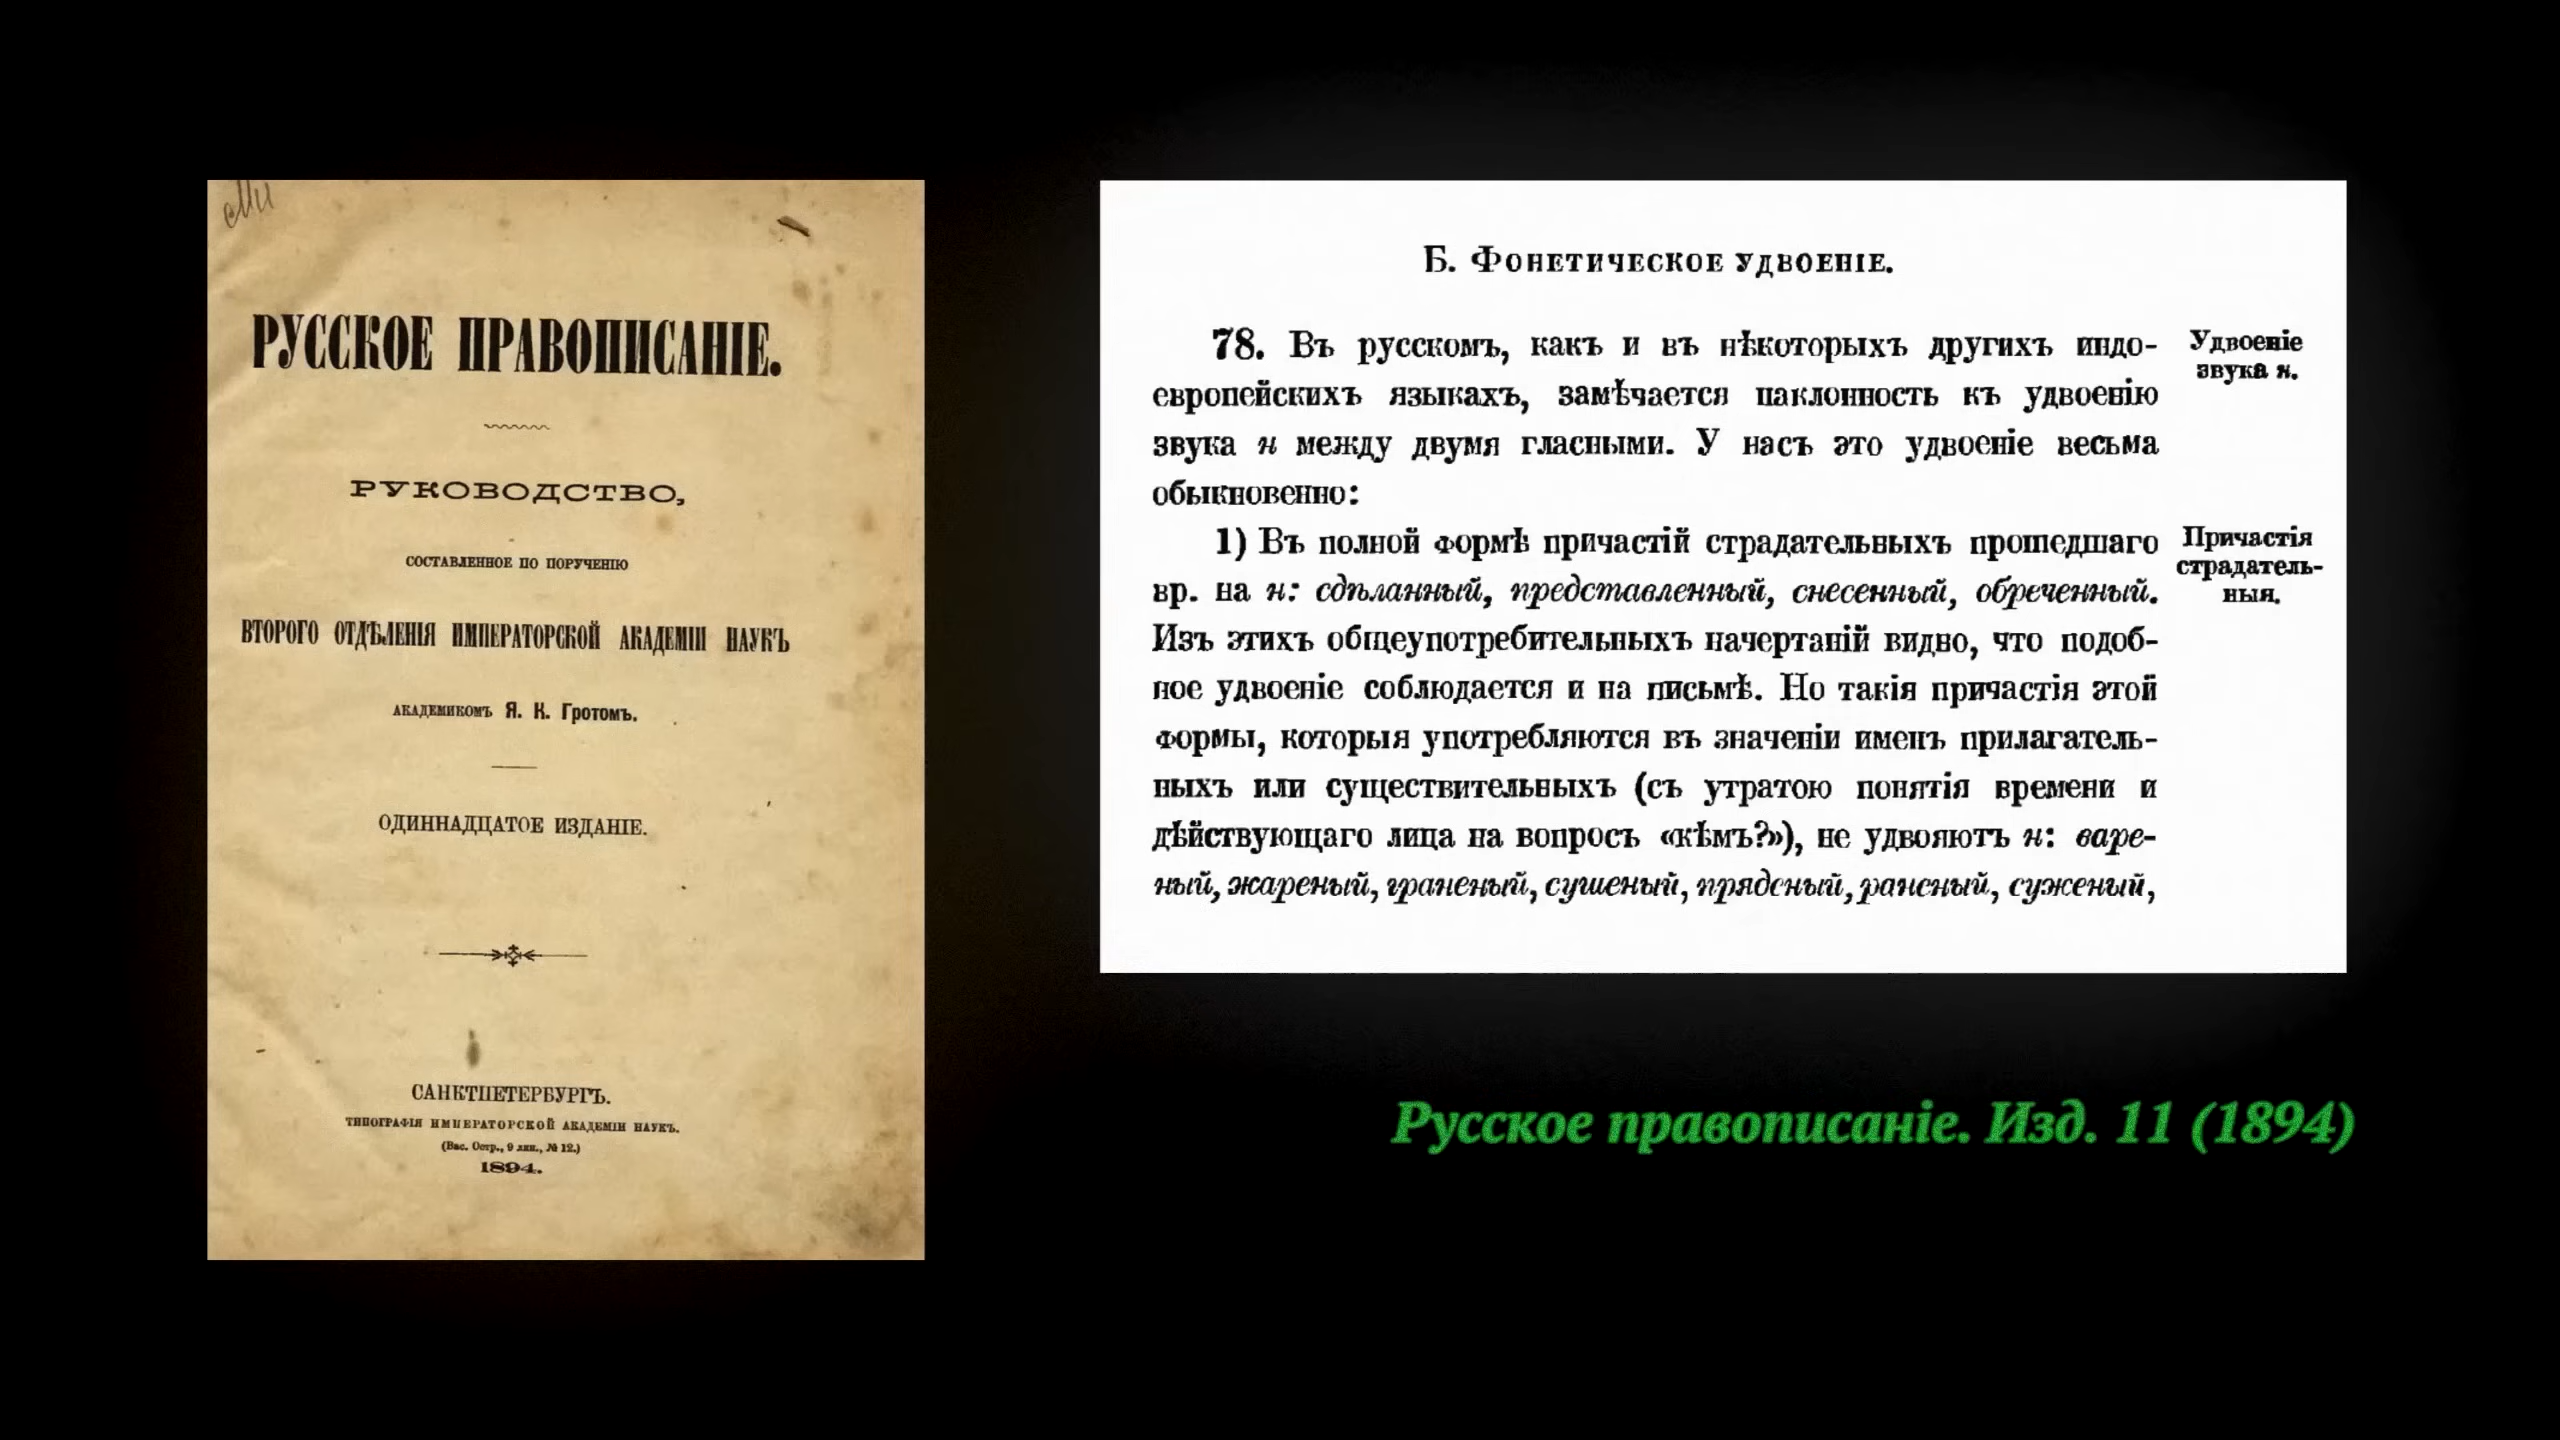 РУССКОЕ ПРАВОПИСАНІЕ.
РУКОВОДСТВО,
СОСТАВЛЕННОЕ ПО ПОРУЧЕНІЮ
ВТОРОГО ОТДѢЛЕНІЯ ИМПЕРАТОРСКОЙ АКАДЕМІИ НАУКЪ
АКАДЕМИКОМЪ Я. К. Гротомъ.
ОДИННАДЦАТОЕ ИЗДАНІЕ.
САНКТПЕТЕРБУРГЪ.
ТИПОГРАФІЯ ИМПЕРАТОРСКОЙ АКАДЕМІИ НАУКЪ.
(Вас. Остр., 9 лин., № 12.)
1894.
Б. Фонетическое удвоеніе.
78. Въ русскомъ, какъ и въ нѣкоторыхъ другихъ индо-
европейскихъ языкахъ, замѣчается наклонность къ удвоенію
звука н между двумя гласными. У насъ это удвоеніе весьма
обыкновенно:
Удвоеніе
звука н.
1) Въ полной формѣ причастій страдательныхъ прошедшаго
вр. на н: сдѣланный, представленный, снесенный, обреченный.
Изъ этихъ общеупотребительныхъ начертаній видно, что подоб-
ное удвоеніе соблюдается и на письмѣ. Но такія причастія этой
формы, которыя употребляются въ значеніи именъ прилагатель-
ныхъ или существительныхъ (съ утратою понятія времени и
дѣйствующаго лица на вопросъ «кѣмъ?»), не удвояютъ н: варе-
ный, жареный, граненый, сушеный, пряденый, раненый, суженый,
Причастія
страдатель-
ныя.
Русское правописаніе. Изд. 11 (1894)